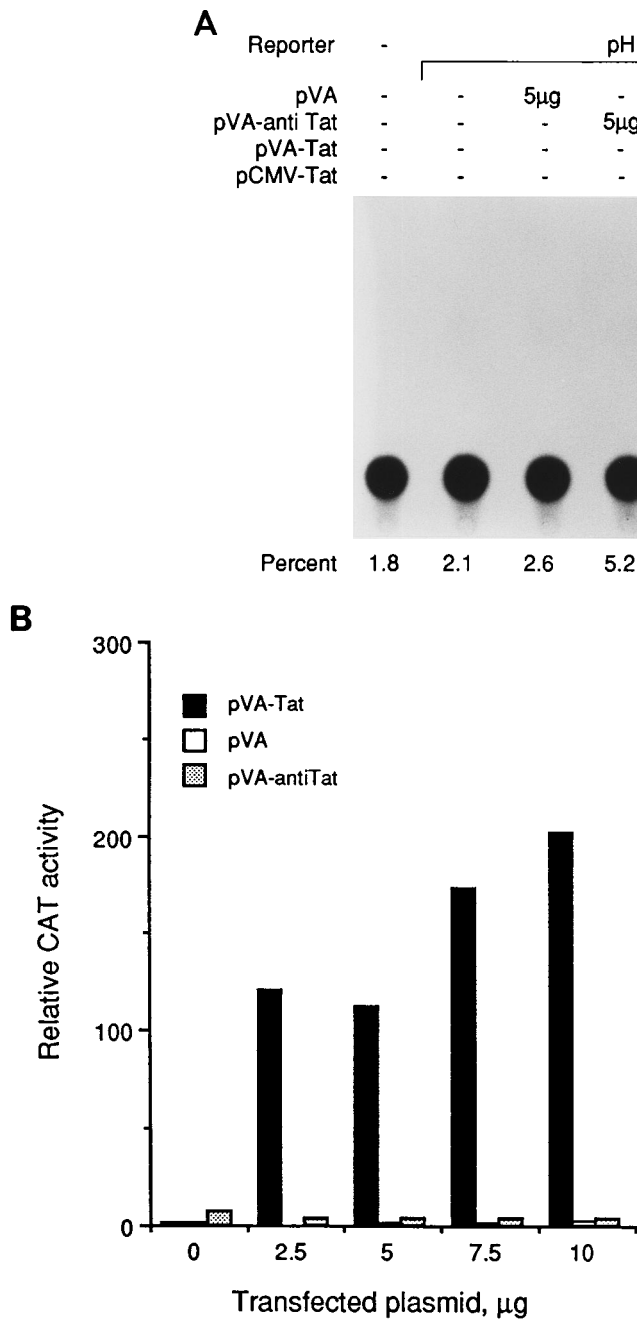 A
Reporter - pH
pVA - - 5μg -
pVA-anti Tat - - - 5μg
pVA-Tat - - - -
pCMV-Tat - - - -
Percent 1.8 2.1 2.6 5.2
B
300
200
100
0
Relative CAT activity
pVA-Tat
pVA
pVA-antiTat
0 2.5 5 7.5 10
Transfected plasmid, μg